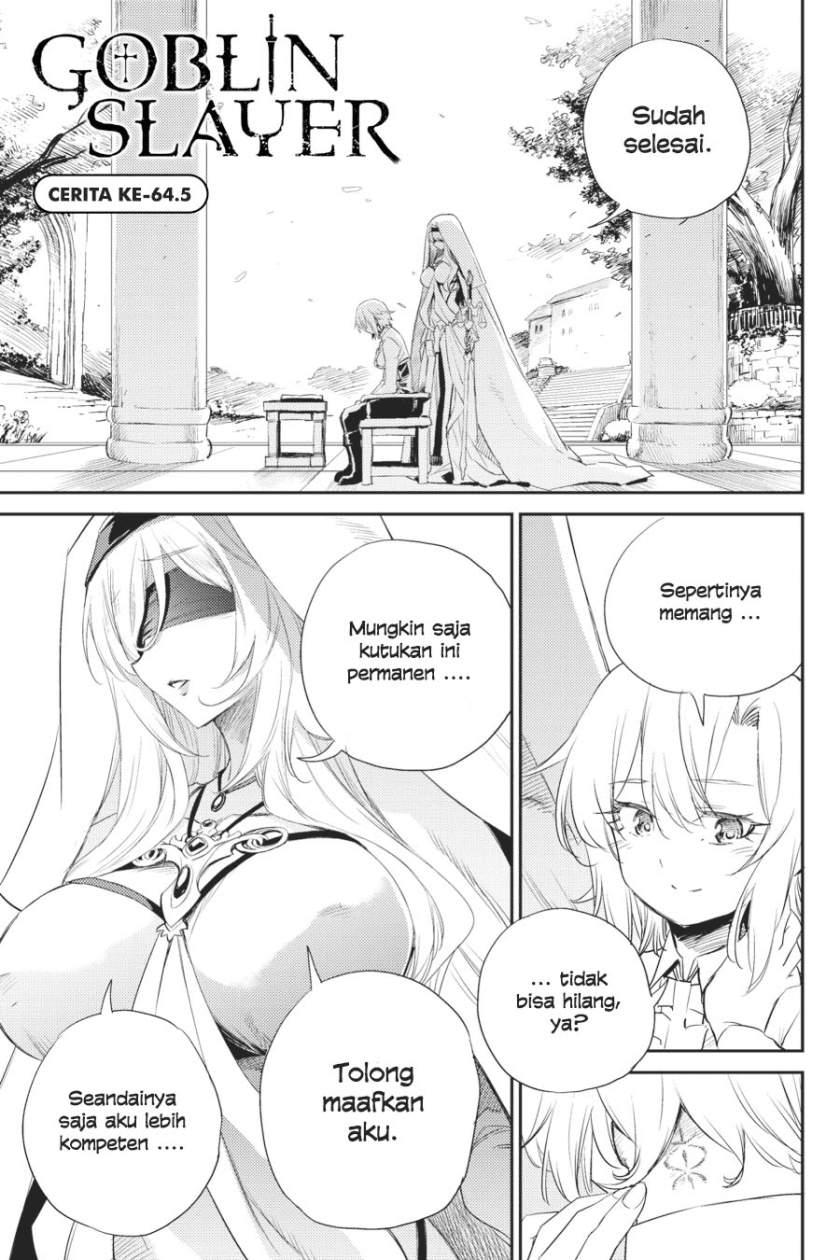 GOBLIN
SLAYER
CERITA KE-64.5
Sudah
selesai.
Sepertinya
memang ...
... tidak
bisa hilang,
ya?
Mungkin saja
kutukan ini
permanen ....
Tolong
maafkan
aku.
Seandainya
saja aku lebih
kompeten ....